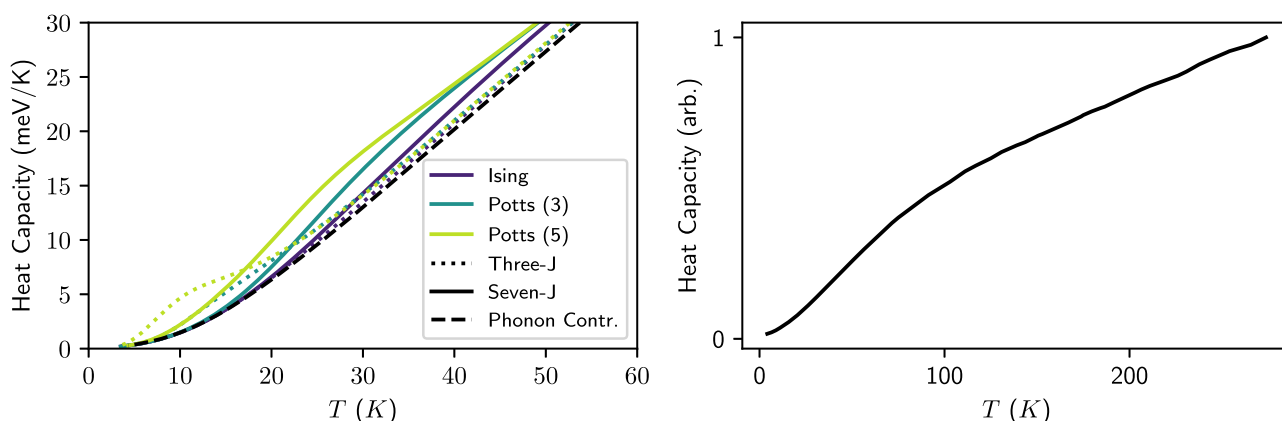 Heat Capacity (meV/K)
30
25
20
15
10
5
0
Ising
Potts (3)
Potts (5)
Three-J
Seven-J
Phonon Contr.
0 10 20 30 40 50 60
T (K)
Heat Capacity (arb.)
1
0
0 100 200
T (K)